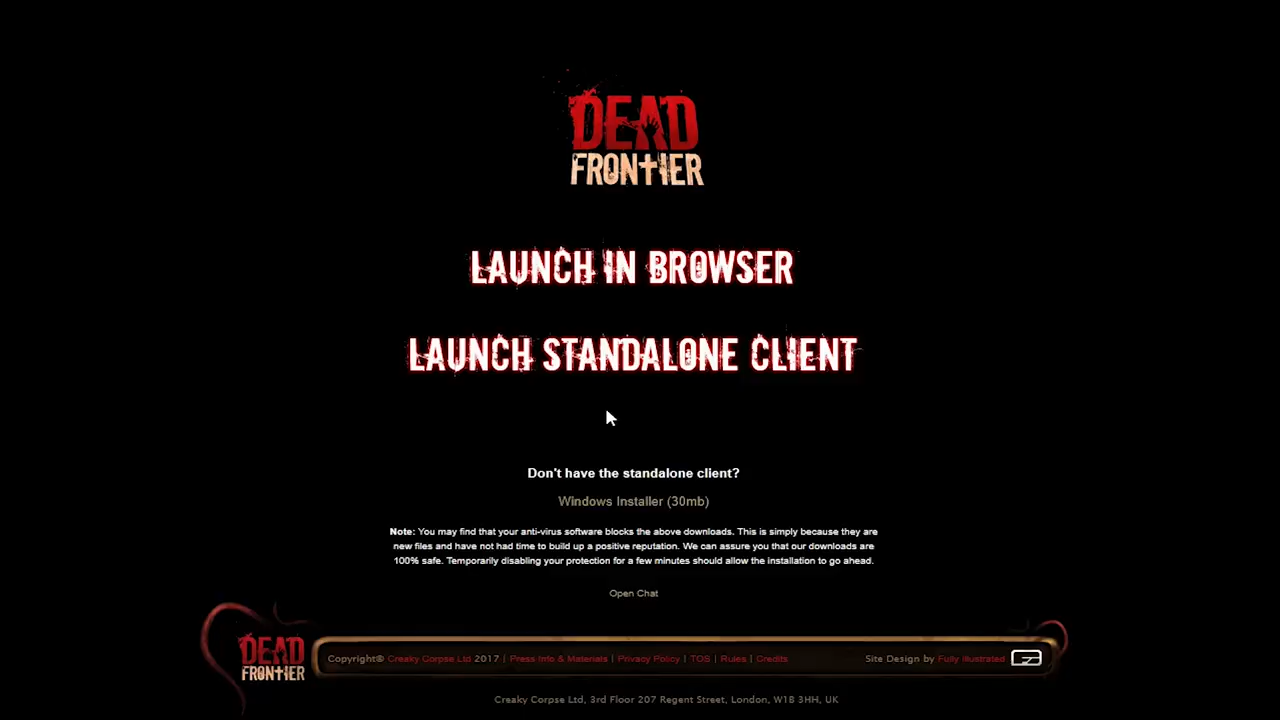 DEAD
FRONTIER
LAUNCH IN BROWSER
LAUNCH STANDALONE CLIENT
Don't have the standalone client?
Windows Installer (30mb)
Note: You may find that your anti-virus software blocks the above downloads. This is simply because they are
new files and have not had time to build up a positive reputation. We can assure you that our downloads are
100% safe. Temporarily disabling your protection for a few minutes should allow the installation to go ahead.
Open Chat
DEAD
FRONTIER
Copyright® Creaky Corpse Ltd 2017 | Press Info & Materials | Privacy Policy | TOS | Rules | Credits
Site Design by Fully Illustrated
Creaky Corpse Ltd, 3rd Floor 207 Regent Street, London, W1B 3HH, UK